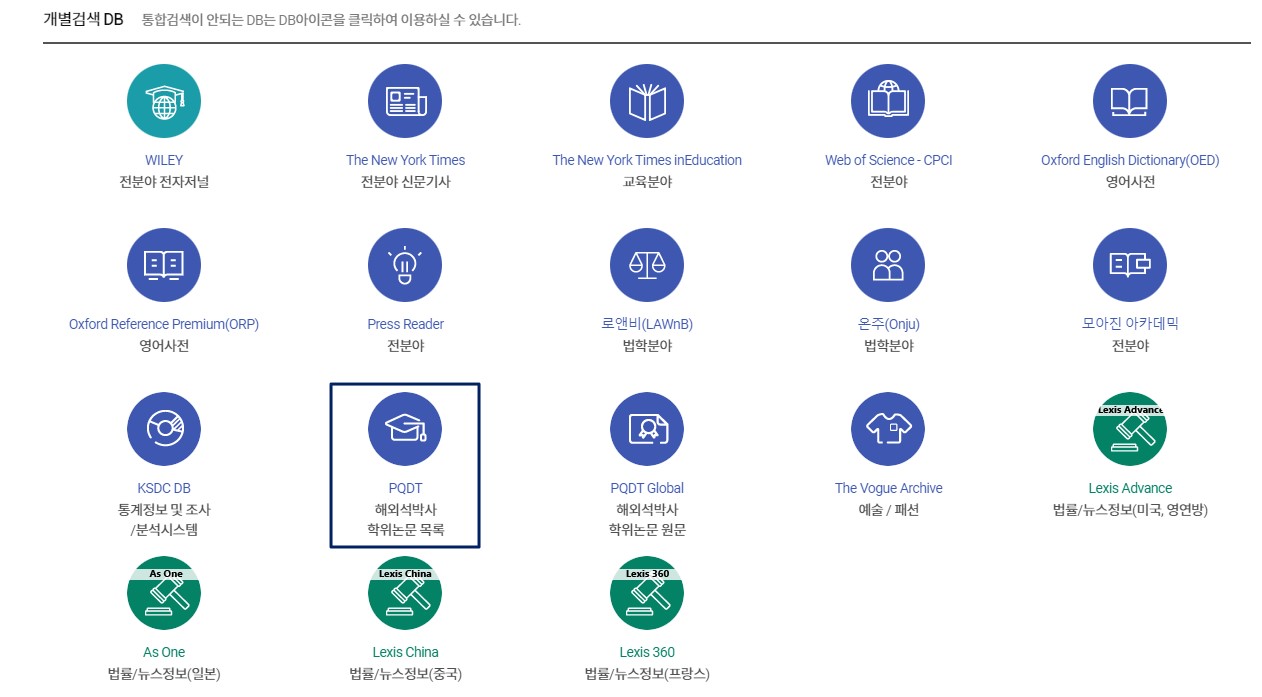 개별검색 DB 통합검색이 안되는 DB는 DB아이콘을 클릭하여 이용하실 수 있습니다.
WILEY
전분야 전자저널
The New York Times
전분야 신문기사
The New York Times inEducation
교육분야
Web of Science - CPCI
전분야
Oxford English Dictionary(OED)
영어사전
Oxford Reference Premium(ORP)
영어사전
Press Reader
전분야
로앤비(LAWnB)
법학분야
온주(Onju)
법학분야
모아진 아카데믹
전분야
KSDC DB
통계정보 및 조사
/분석시스템
PQDT
해외석박사
학위논문 목록
PQDT Global
해외석박사
학위논문 원문
The Vogue Archive
예술 / 패션
Lexis Advance
Lexis Advance
법률/뉴스정보(미국, 영연방)
As One
As One
법률/뉴스정보(일본)
Lexis China
Lexis China
법률/뉴스정보(중국)
Lexis 360
Lexis 360
법률/뉴스정보(프랑스)